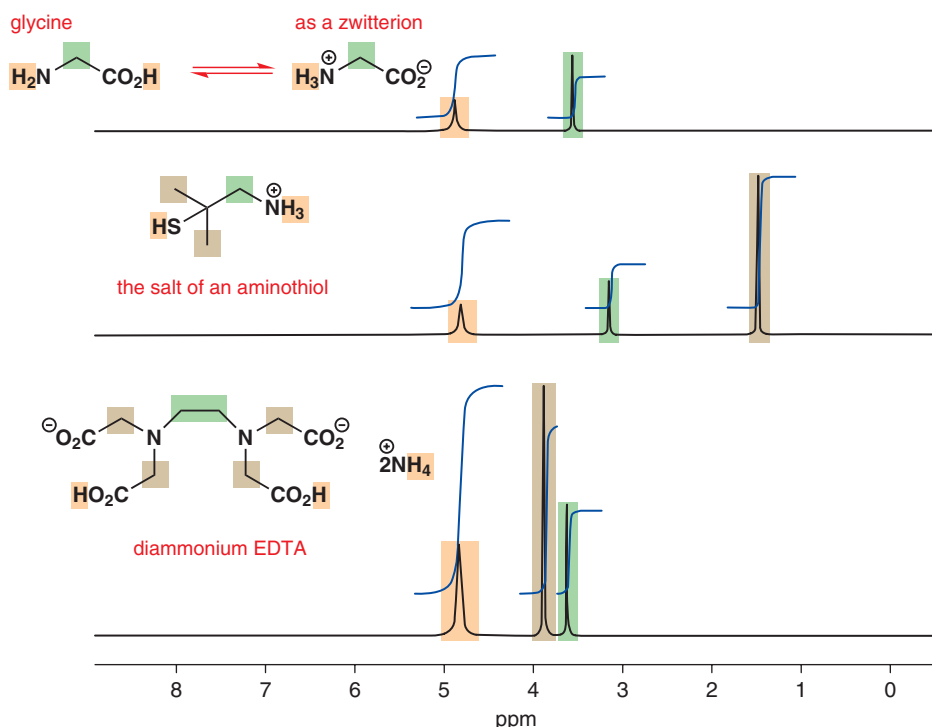 glycine as a zwitterion
H₂N CO₂H H₃N⊕ CO₂⊖
HS NH₃⊕
the salt of an aminothiol
⊖O₂C N N CO₂⊖
HO₂C CO₂H 2NH₄⊕
diammonium EDTA
8 7 6 5 4 3 2 1 0
ppm